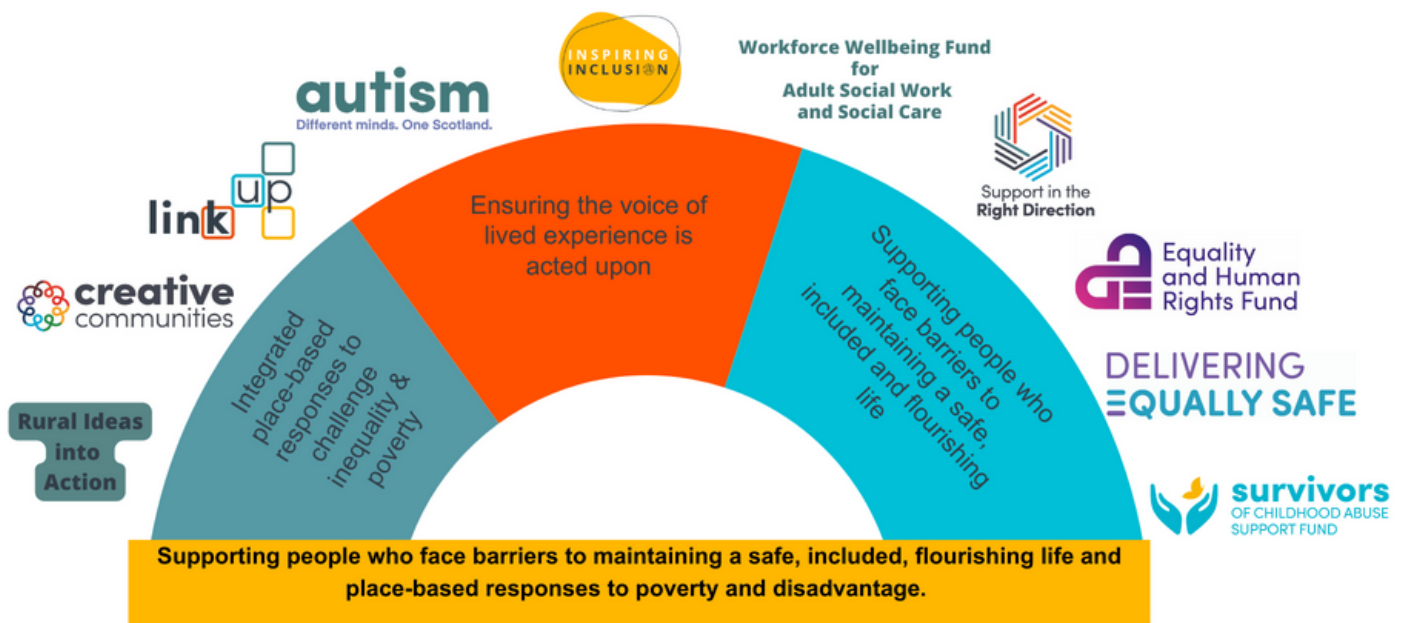 INSPIRING
INCLUSION
Workforce Wellbeing Fund
for
Adult Social Work
and Social Care
autism
Different minds. One Scotland.
link up
Support in the
Right Direction
creative
communities
Equality
and Human
Rights Fund
Rural Ideas
into
Action
DELIVERING
EQUALLY SAFE
survivors
OF CHILDHOOD ABUSE
SUPPORT FUND
Integrated
place-based
responses to
challenge
inequality &
poverty
Ensuring the voice of
lived experience is
acted upon
Supporting people who
face barriers to
maintaining a safe,
included and flourishing
life
Supporting people who face barriers to maintaining a safe, included, flourishing life and
place-based responses to poverty and disadvantage.